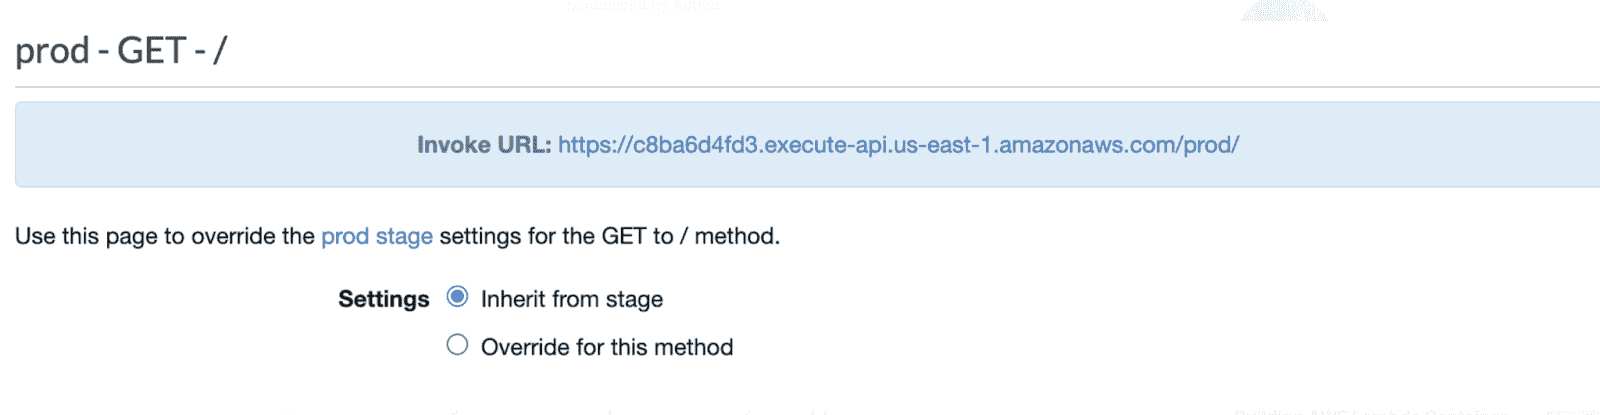 prod - GET - /
Invoke URL: https://c8ba6d4fd3.execute-api.us-east-1.amazonaws.com/prod/
Use this page to override the prod stage settings for the GET to / method.
Settings Inherit from stage
Override for this method